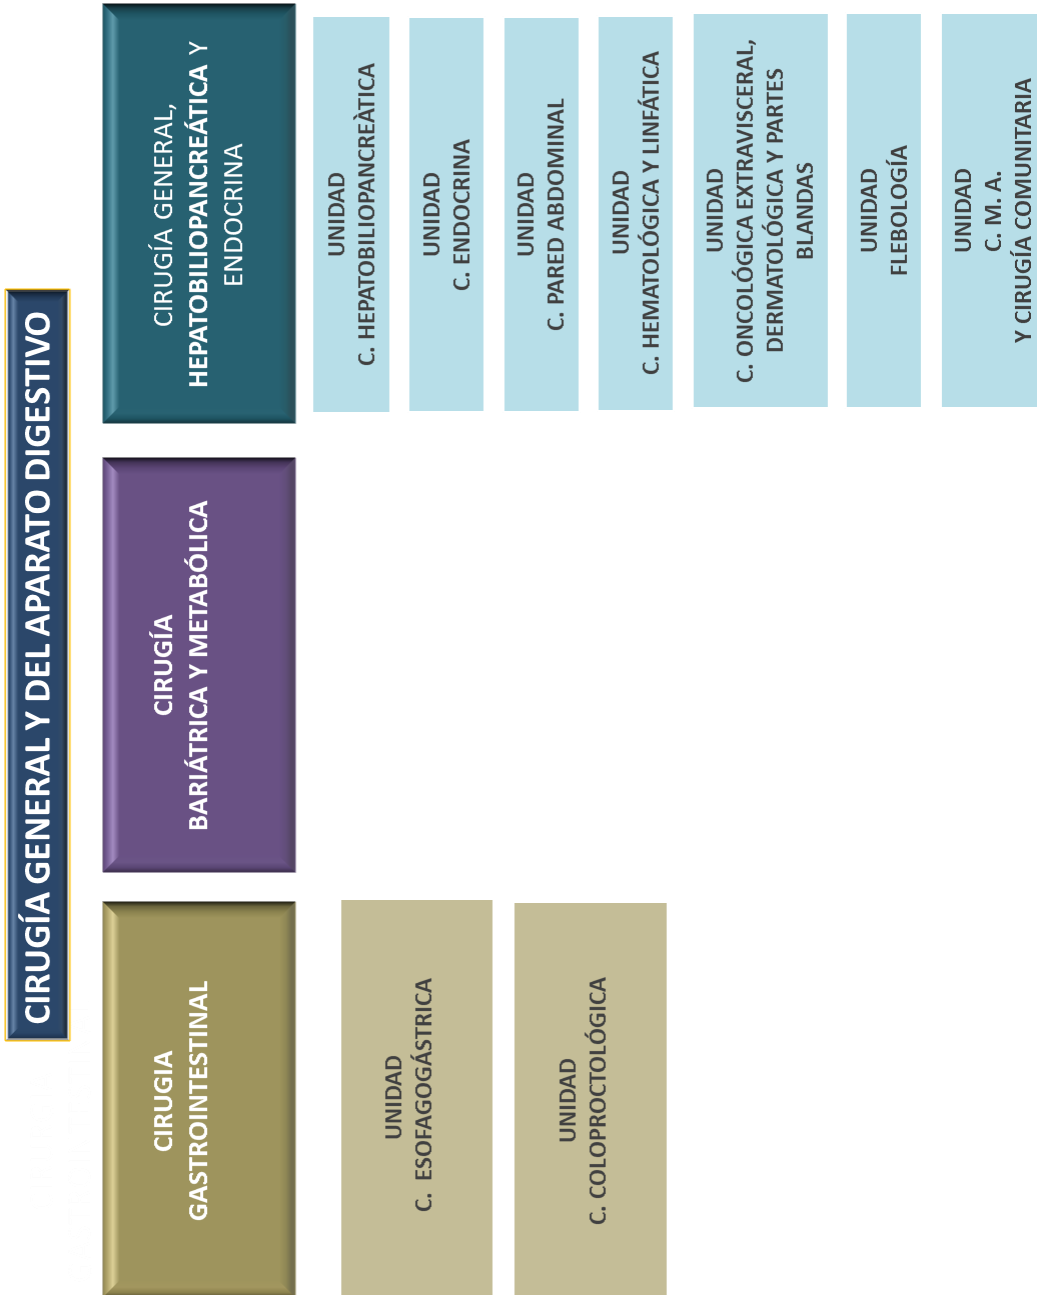 CIRUGÍA GENERAL Y DEL APARATO DIGESTIVO
CIRUGIA
GASTROINTESTINAL
UNIDAD
C. ESOFAGOGÁSTRICA
UNIDAD
C. COLOPROCTOLÓGICA
CIRUGÍA
BARIÁTRICA Y METABÓLICA
CIRUGÍA GENERAL,
HEPATOBILIOPANCREÁTICA Y
ENDOCRINA
UNIDAD
C. HEPATOBILIOPANCREÀTICA
UNIDAD
C. ENDOCRINA
UNIDAD
C. PARED ABDOMINAL
UNIDAD
C. HEMATOLÓGICA Y LINFÁTICA
UNIDAD
C. ONCOLÓGICA EXTRAVISCERAL,
DERMATOLÓGICA Y PARTES
BLANDAS
UNIDAD
FLEBOLOGÍA
UNIDAD
C. M. A.
Y CIRUGÍA COMUNITARIA